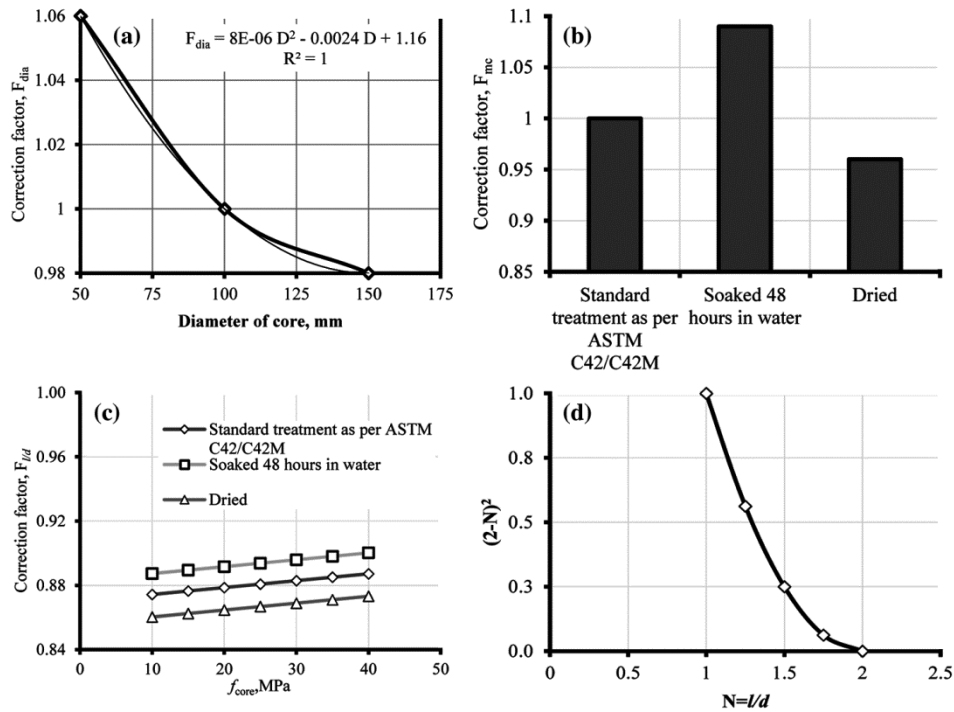 (a)
F_dia = 8E-06 D² - 0.0024 D + 1.16
R² = 1
Correction factor, F_dia
1.06
1.04
1.02
1
0.98
50 75 100 125 150 175
Diameter of core, mm
(b)
Correction factor, F_mc
1.1
1.05
1
0.95
0.9
0.85
Standard
treatment as per
ASTM
C42/C42M
Soaked 48
hours in water
Dried
(c)
Correction factor, F_l/d
1.00
0.96
0.92
0.88
0.84
Standard treatment as per ASTM
C42/C42M
Soaked 48 hours in water
Dried
0 10 20 30 40 50
f_core,MPa
(d)
(2-N)²
1.0
0.8
0.5
0.3
0.0
0 0.5 1 1.5 2 2.5
N=l/d